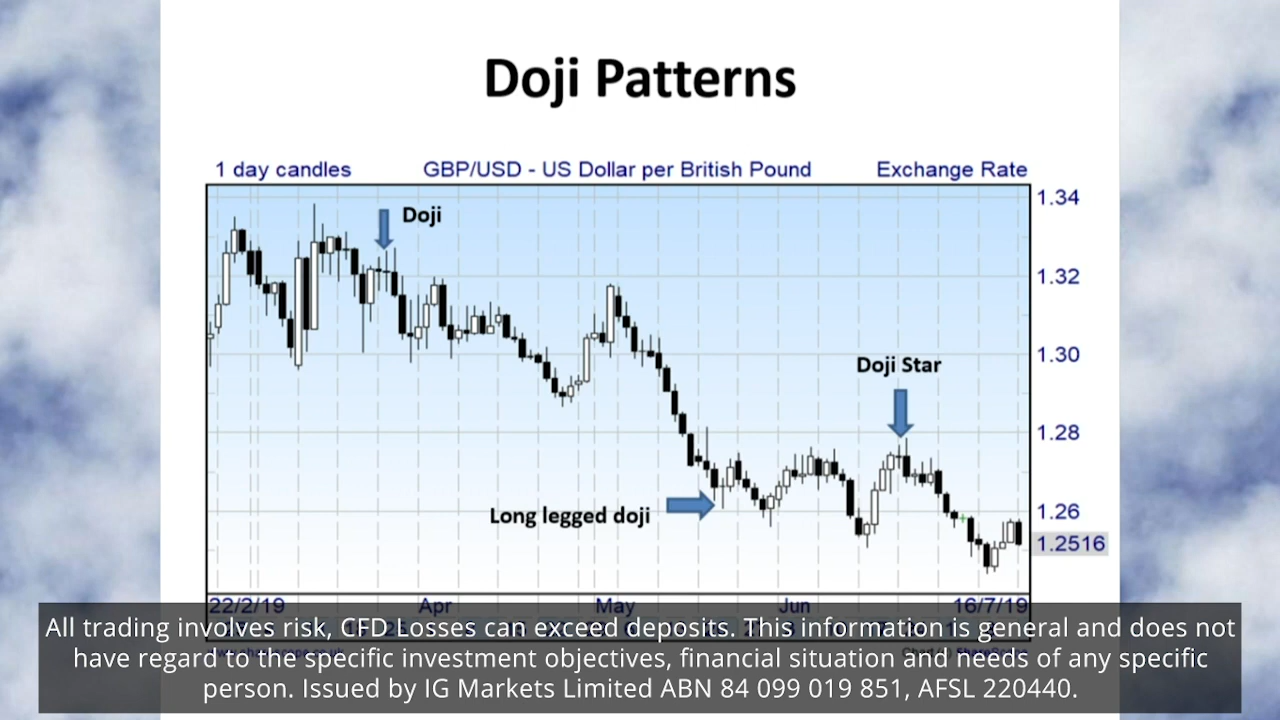 Doji Patterns
1 day candles GBP/USD - US Dollar per British Pound Exchange Rate
1.34
Doji
1.32
1.30
Doji Star
1.28
Long legged doji
1.26
1.2516
22/2/19 Apr May Jun 16/7/19
All trading involves risk, CFD Losses can exceed deposits. This information is general and does not
have regard to the specific investment objectives, financial situation and needs of any specific
person. Issued by IG Markets Limited ABN 84 099 019 851, AFSL 220440.